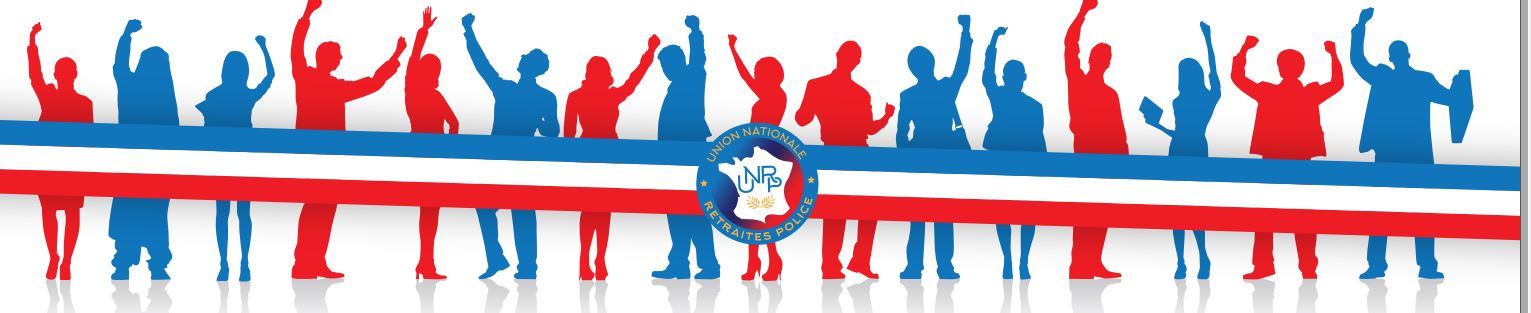 UNION NATIONALE
UNRP
RETRAITES POLICE